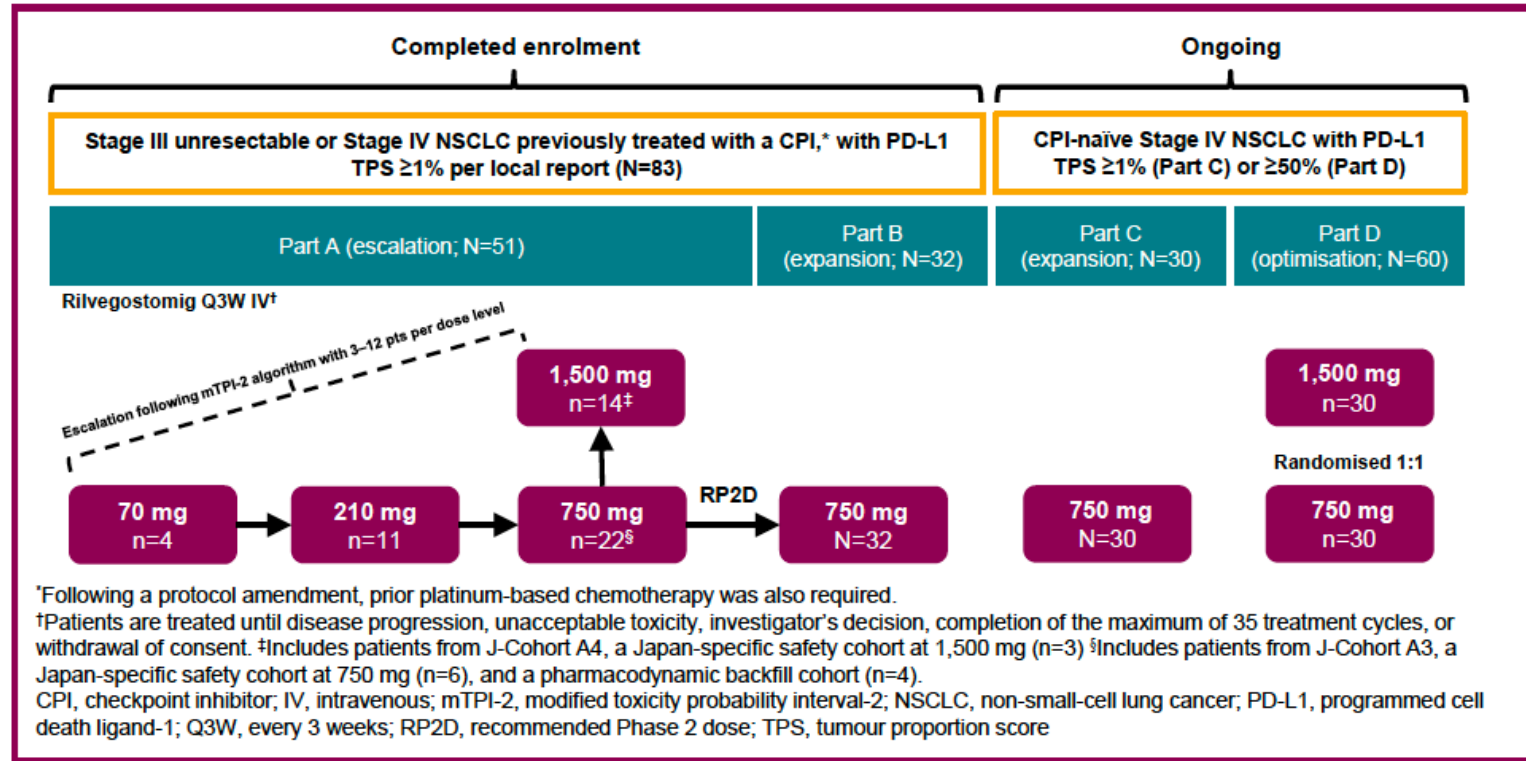 Completed enrolment
Ongoing
Stage III unresectable or Stage IV NSCLC previously treated with a CPI,* with PD-L1
TPS ≥1% per local report (N=83)
CPI-naïve Stage IV NSCLC with PD-L1
TPS ≥1% (Part C) or ≥50% (Part D)
Part A (escalation; N=51)
Part B
(expansion; N=32)
Part C
(expansion; N=30)
Part D
(optimisation; N=60)
Rilvegostomig Q3W IV†
Escalation following mTPI-2 algorithm with 3–12 pts per dose level
1,500 mg
n=14‡
1,500 mg
n=30
Randomised 1:1
70 mg
n=4
210 mg
n=11
750 mg
n=22§
RP2D
750 mg
N=32
750 mg
N=30
750 mg
n=30
*Following a protocol amendment, prior platinum-based chemotherapy was also required.
†Patients are treated until disease progression, unacceptable toxicity, investigator's decision, completion of the maximum of 35 treatment cycles, or
withdrawal of consent. ‡Includes patients from J-Cohort A4, a Japan-specific safety cohort at 1,500 mg (n=3) §Includes patients from J-Cohort A3, a
Japan-specific safety cohort at 750 mg (n=6), and a pharmacodynamic backfill cohort (n=4).
CPI, checkpoint inhibitor; IV, intravenous; mTPI-2, modified toxicity probability interval-2; NSCLC, non-small-cell lung cancer; PD-L1, programmed cell
death ligand-1; Q3W, every 3 weeks; RP2D, recommended Phase 2 dose; TPS, tumour proportion score